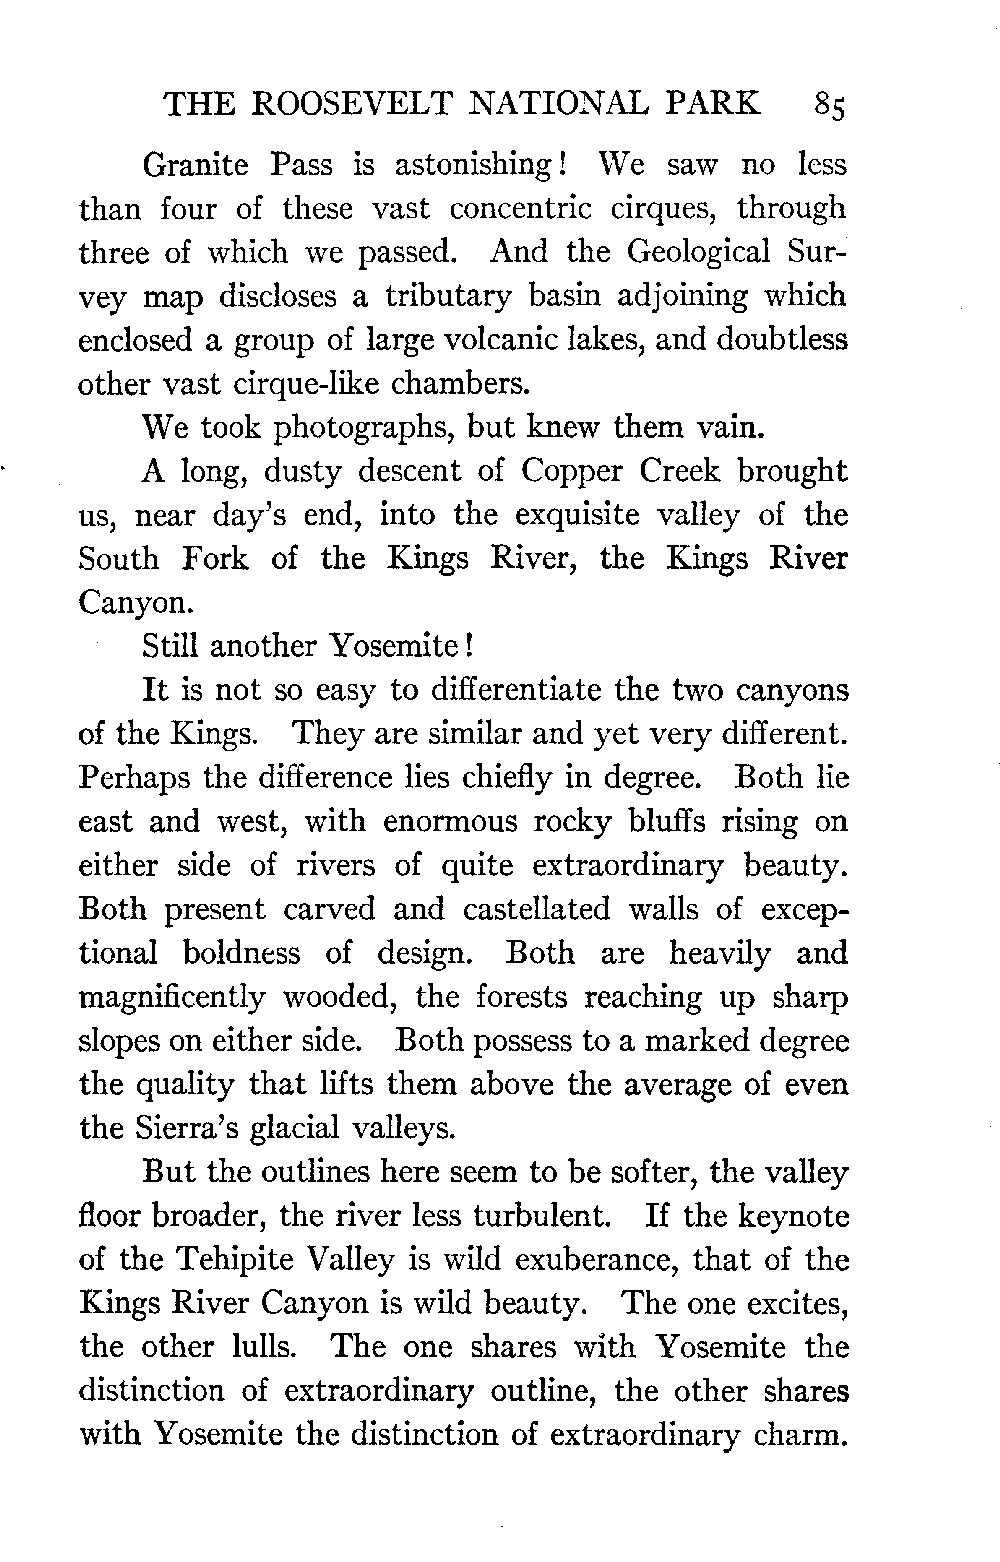 THE ROOSEVELT NATIONAL PARK 85
Granite Pass is astonishing! We saw no less
than four of these vast concentric cirques, through
three of which we passed. And the Geological Sur-
vey map discloses a tributary basin adjoining which
enclosed a group of large volcanic lakes, and doubtless
other vast cirque-like chambers.
We took photographs, but knew them vain.
A long, dusty descent of Copper Creek brought
us, near day's end, into the exquisite valley of the
South Fork of the Kings River, the Kings River
Canyon.
Still another Yosemite!
It is not so easy to differentiate the two canyons
of the Kings. They are similar and yet very different.
Perhaps the difference lies chiefly in degree. Both lie
east and west, with enormous rocky bluffs rising on
either side of rivers of quite extraordinary beauty.
Both present carved and castellated walls of excep-
tional boldness of design. Both are heavily and
magnificently wooded, the forests reaching up sharp
slopes on either side. Both possess to a marked degree
the quality that lifts them above the average of even
the Sierra's glacial valleys.
But the outlines here seem to be softer, the valley
floor broader, the river less turbulent. If the keynote
of the Tehipite Valley is wild exuberance, that of the
Kings River Canyon is wild beauty. The one excites,
the other lulls. The one shares with Yosemite the
distinction of extraordinary outline, the other shares
with Yosemite the distinction of extraordinary charm.